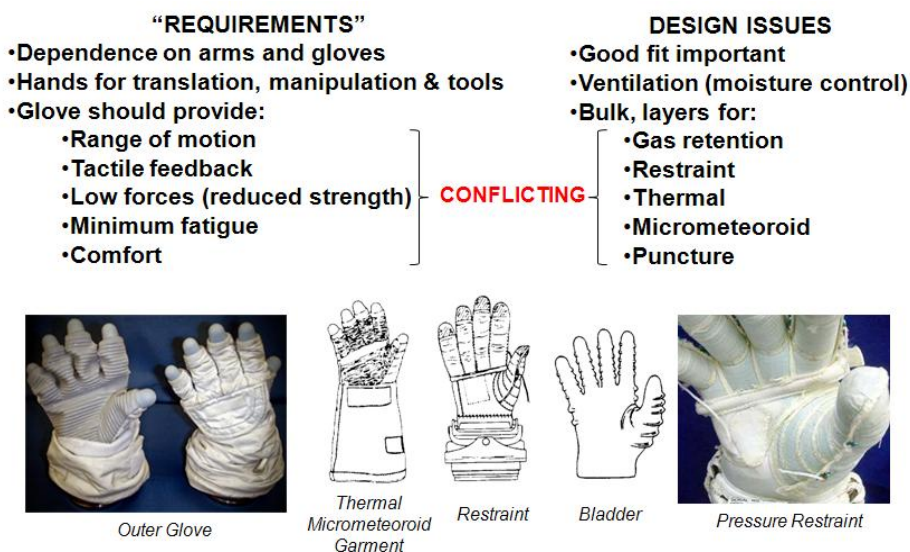 “REQUIREMENTS”
•Dependence on arms and gloves
•Hands for translation, manipulation & tools
•Glove should provide:
•Range of motion
•Tactile feedback
•Low forces (reduced strength)
•Minimum fatigue
•Comfort
CONFLICTING
DESIGN ISSUES
•Good fit important
•Ventilation (moisture control)
•Bulk, layers for:
•Gas retention
•Restraint
•Thermal
•Micrometeoroid
•Puncture
Outer Glove
Thermal
Micrometeoroid
Garment
Restraint
Bladder
Pressure Restraint